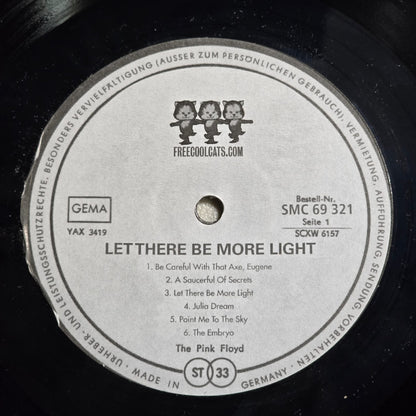 BESONDERS VERVIELFÄLTIGUNG (AUSSER ZUM PERSÖNLICHEN GEBRAUCH), VERMIETUNG, AUFFÜHRUNG, SENDUNG, VORBEHALTEN
FREECOOLCATS.COM
GEMA
YAX 3419
Bestell-Nr.
SMC 69 321
Seite 1
SCXW 6157
LET THERE BE MORE LIGHT
1. Be Careful With That Axe, Eugene
2. A Saucerful Of Secrets
3. Let There Be More Light
4. Julia Dream
5. Point Me To The Sky
6. The Embryo
The Pink Floyd
ST 33
URHEBER- UND LEISTUNGSSCHUTZRECHTE,
MADE IN GERMANY